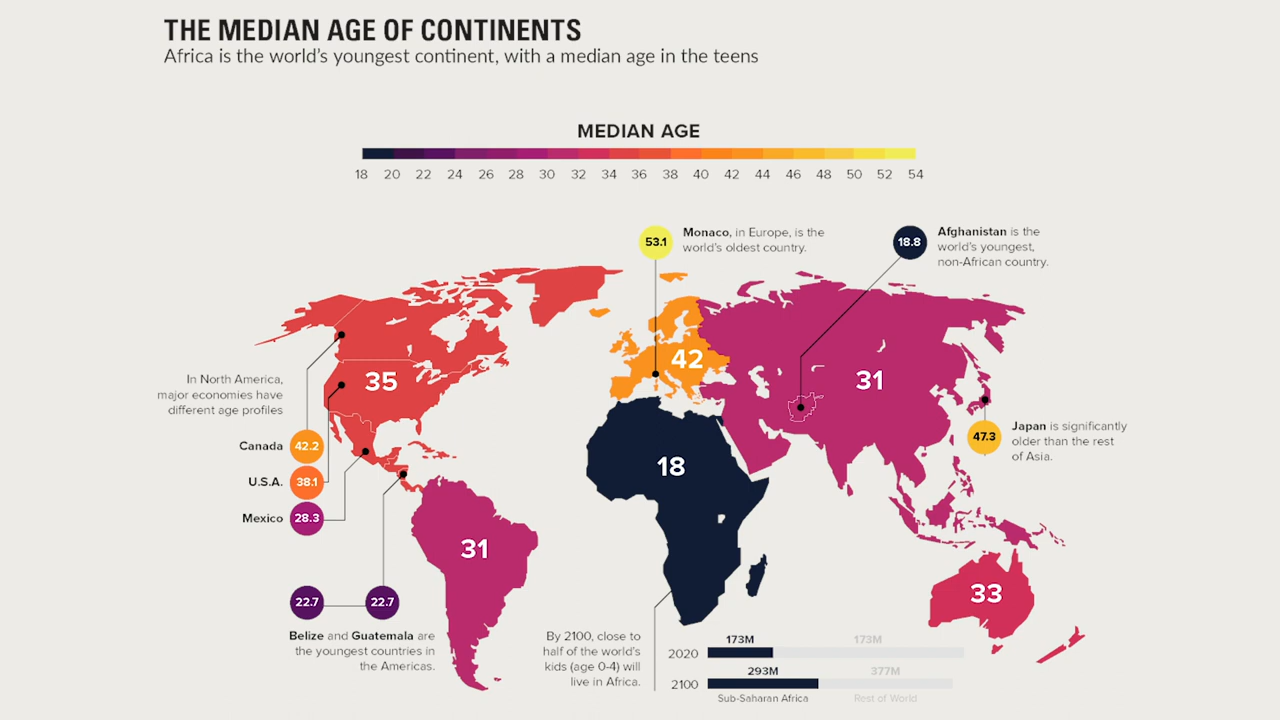 THE MEDIAN AGE OF CONTINENTS
Africa is the world's youngest continent, with a median age in the teens
MEDIAN AGE
18 20 22 24 26 28 30 32 34 36 38 40 42 44 46 48 50 52 54
53.1
Monaco, in Europe, is the
world's oldest country.
18.8
Afghanistan is the
world's youngest,
non-African country.
35
42
31
In North America,
major economies have
different age profiles
Canada 42.2
U.S.A. 38.1
Mexico 28.3
47.3
Japan is significantly
older than the rest
of Asia.
18
31
33
22.7 22.7
Belize and Guatemala are
the youngest countries in
the Americas.
By 2100, close to
half of the world's
kids (age 0-4) will
live in Africa.
173M 173M
2020
293M 377M
2100
Sub-Saharan Africa Rest of World